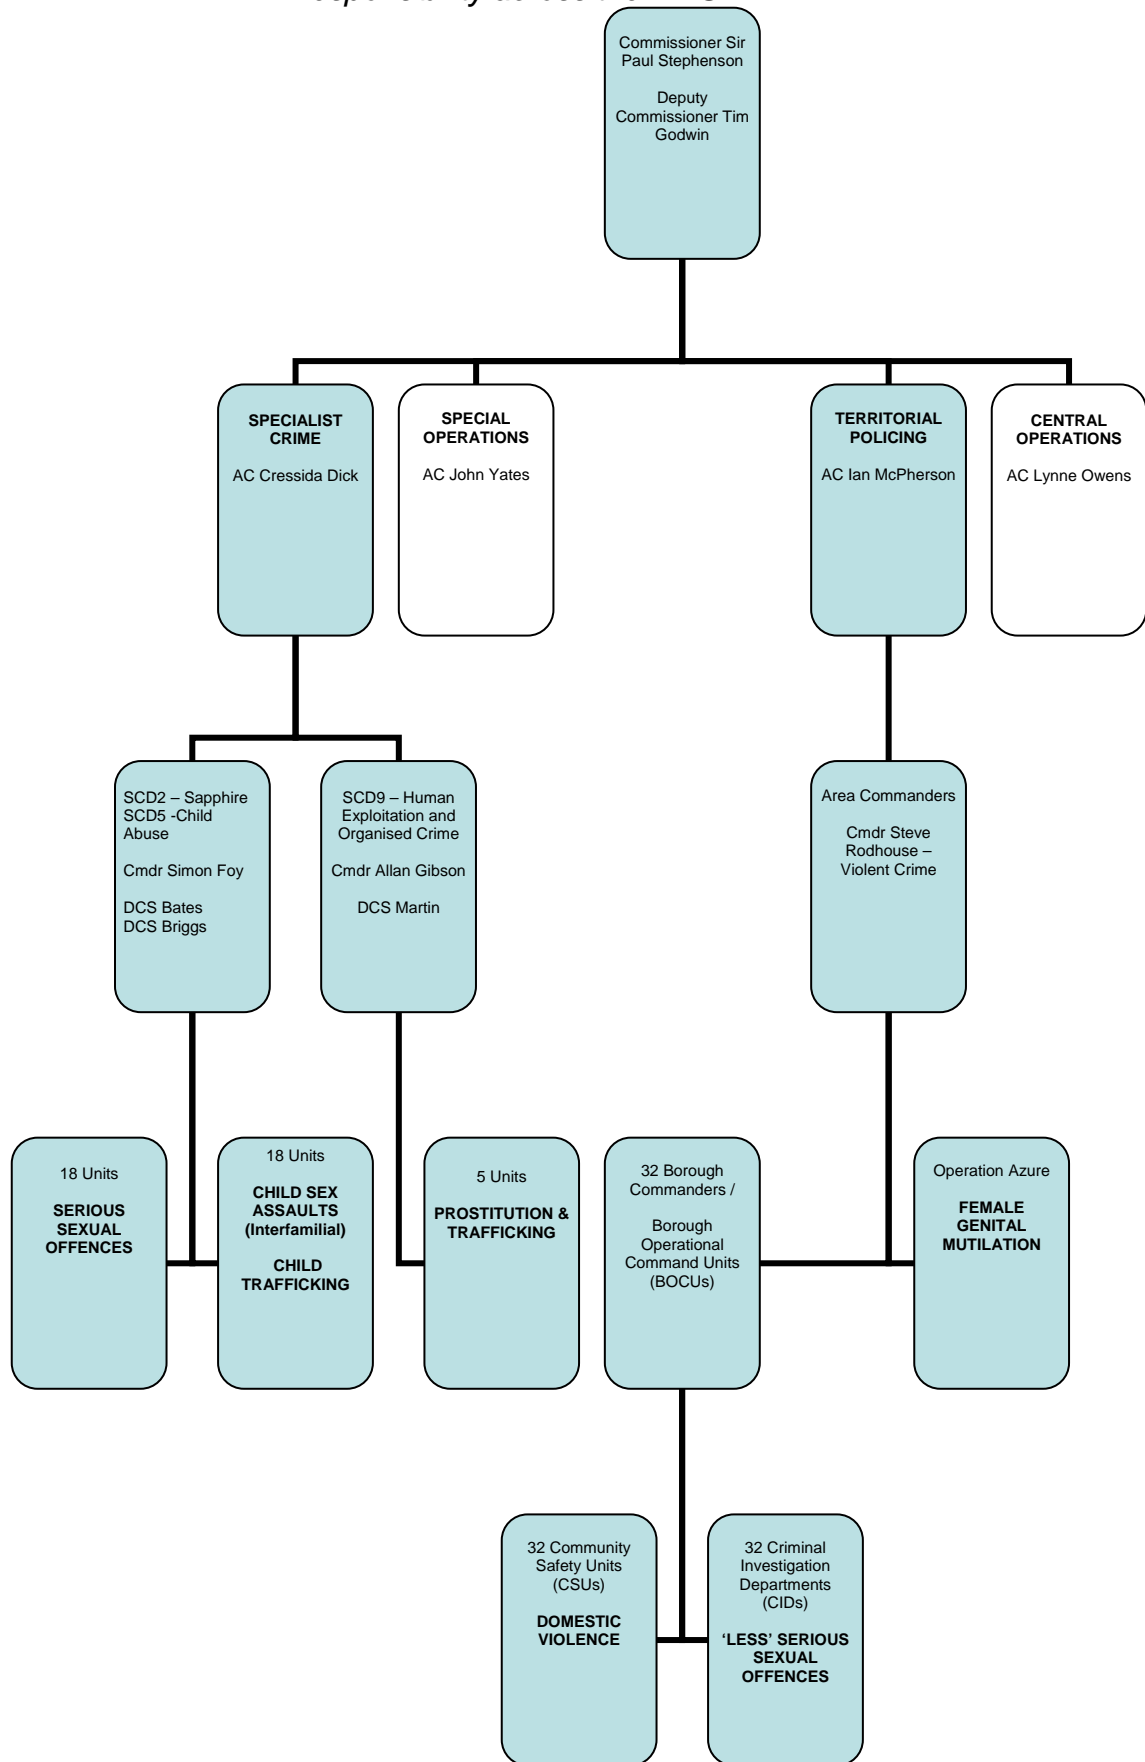 responsibility across the MPS
Commissioner Sir
Paul Stephenson
Deputy
Commissioner Tim
Godwin
SPECIALIST
CRIME
AC Cressida Dick
SPECIAL
OPERATIONS
AC John Yates
TERRITORIAL
POLICING
AC Ian McPherson
CENTRAL
OPERATIONS
AC Lynne Owens
SCD2 – Sapphire
SCD5 -Child
Abuse
Cmdr Simon Foy
DCS Bates
DCS Briggs
SCD9 – Human
Exploitation and
Organised Crime
Cmdr Allan Gibson
DCS Martin
Area Commanders
Cmdr Steve
Rodhouse –
Violent Crime
18 Units
SERIOUS
SEXUAL
OFFENCES
18 Units
CHILD SEX
ASSAULTS
(Interfamilial)
CHILD
TRAFFICKING
5 Units
PROSTITUTION &
TRAFFICKING
32 Borough
Commanders /
Borough
Operational
Command Units
(BOCUs)
Operation Azure
FEMALE
GENITAL
MUTILATION
32 Community
Safety Units
(CSUs)
DOMESTIC
VIOLENCE
32 Criminal
Investigation
Departments
(CIDs)
‘LESS’ SERIOUS
SEXUAL
OFFENCES